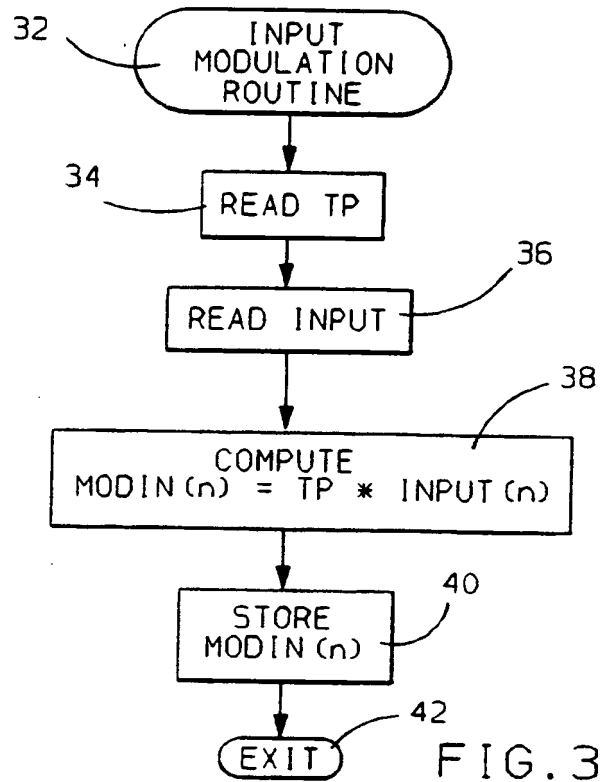 32
INPUT
MODULATION
ROUTINE
34
READ TP
36
READ INPUT
38
COMPUTE
MODIN(n) = TP * INPUT(n)
40
STORE
MODIN(n)
42
EXIT
FIG.3